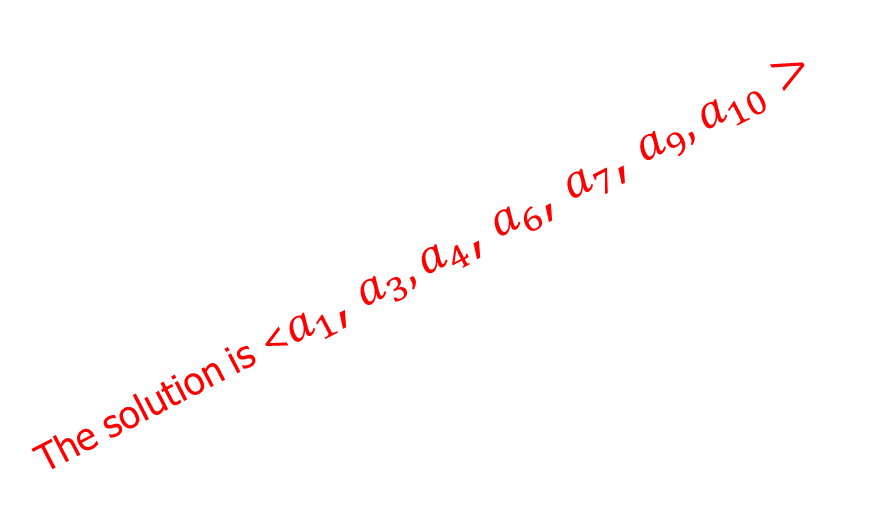 The solution is <a₁, a₃, a₄, a₆, a₇, a₉, a₁₀ >